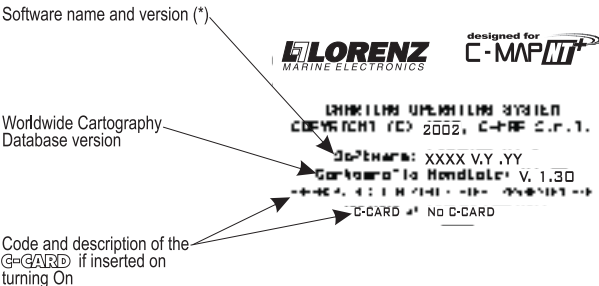 Software name and version (*)
LORENZ
MARINE ELECTRONICS
designed for
C-MAP NT+
COPYRIGHT (C) 2002, C-MAP S.r.l.
Worldwide Cartography
Database version
Software: XXXX V.Y .YY
V. 1.30
C-CARD
No C-CARD
Code and description of the
C-CARD if inserted on
turning On